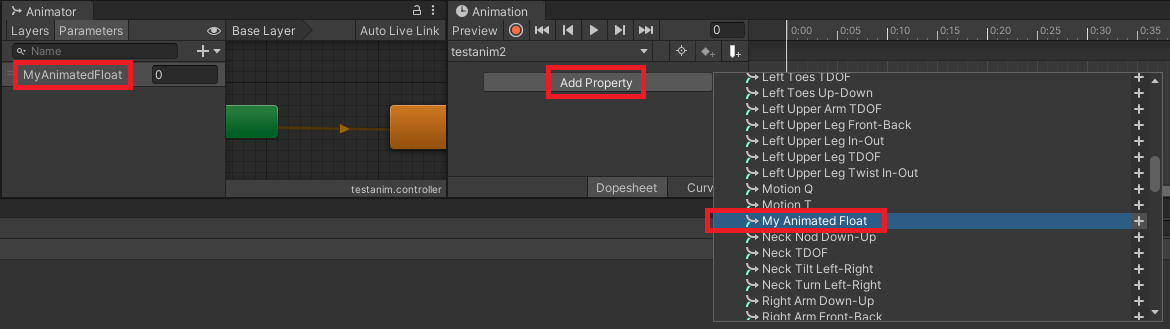 Animator
Layers Parameters
Name
MyAnimatedFloat 0
Base Layer Auto Live Link
testanim.controller
Animation
Preview 0
0:00 0:05 0:10 0:15 0:20 0:25 0:30 0:35
testanim2
Add Property
Dopesheet Curv
Left Toes TDOF
Left Toes Up-Down
Left Upper Arm TDOF
Left Upper Leg Front-Back
Left Upper Leg In-Out
Left Upper Leg TDOF
Left Upper Leg Twist In-Out
Motion Q
Motion T
My Animated Float
Neck Nod Down-Up
Neck TDOF
Neck Tilt Left-Right
Neck Turn Left-Right
Right Arm Down-Up
Right Arm Front-Back